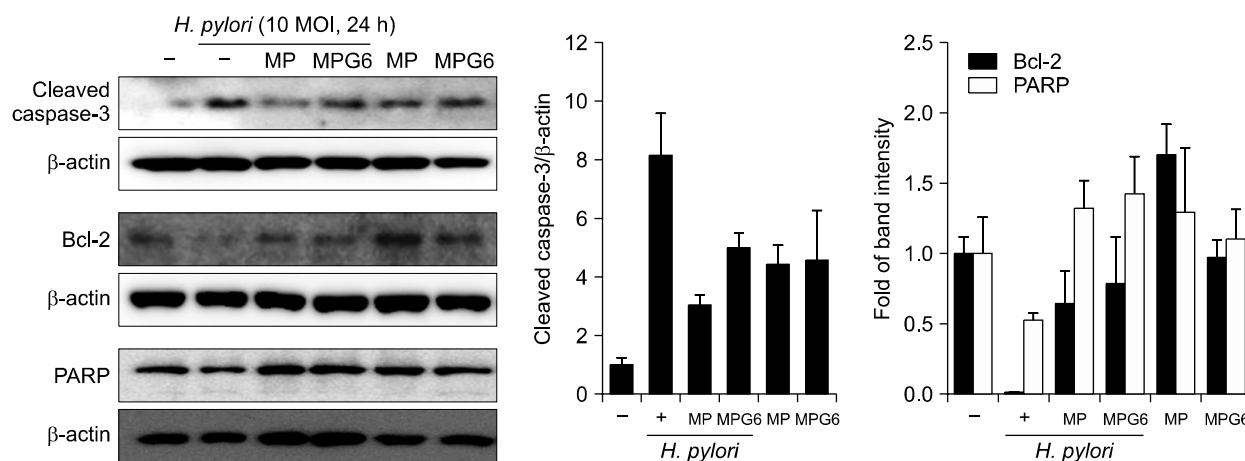 H. pylori (10 MOI, 24 h)
– – MP MPG6 MP MPG6
Cleaved
caspase-3
β-actin
Bcl-2
β-actin
PARP
β-actin
Cleaved caspase-3/β-actin
12
10
8
6
4
2
0
– + MP MPG6 MP MPG6
H. pylori
Fold of band intensity
2.5
2.0
1.5
1.0
0.5
0.0
Bcl-2
PARP
– + MP MPG6 MP MPG6
H. pylori